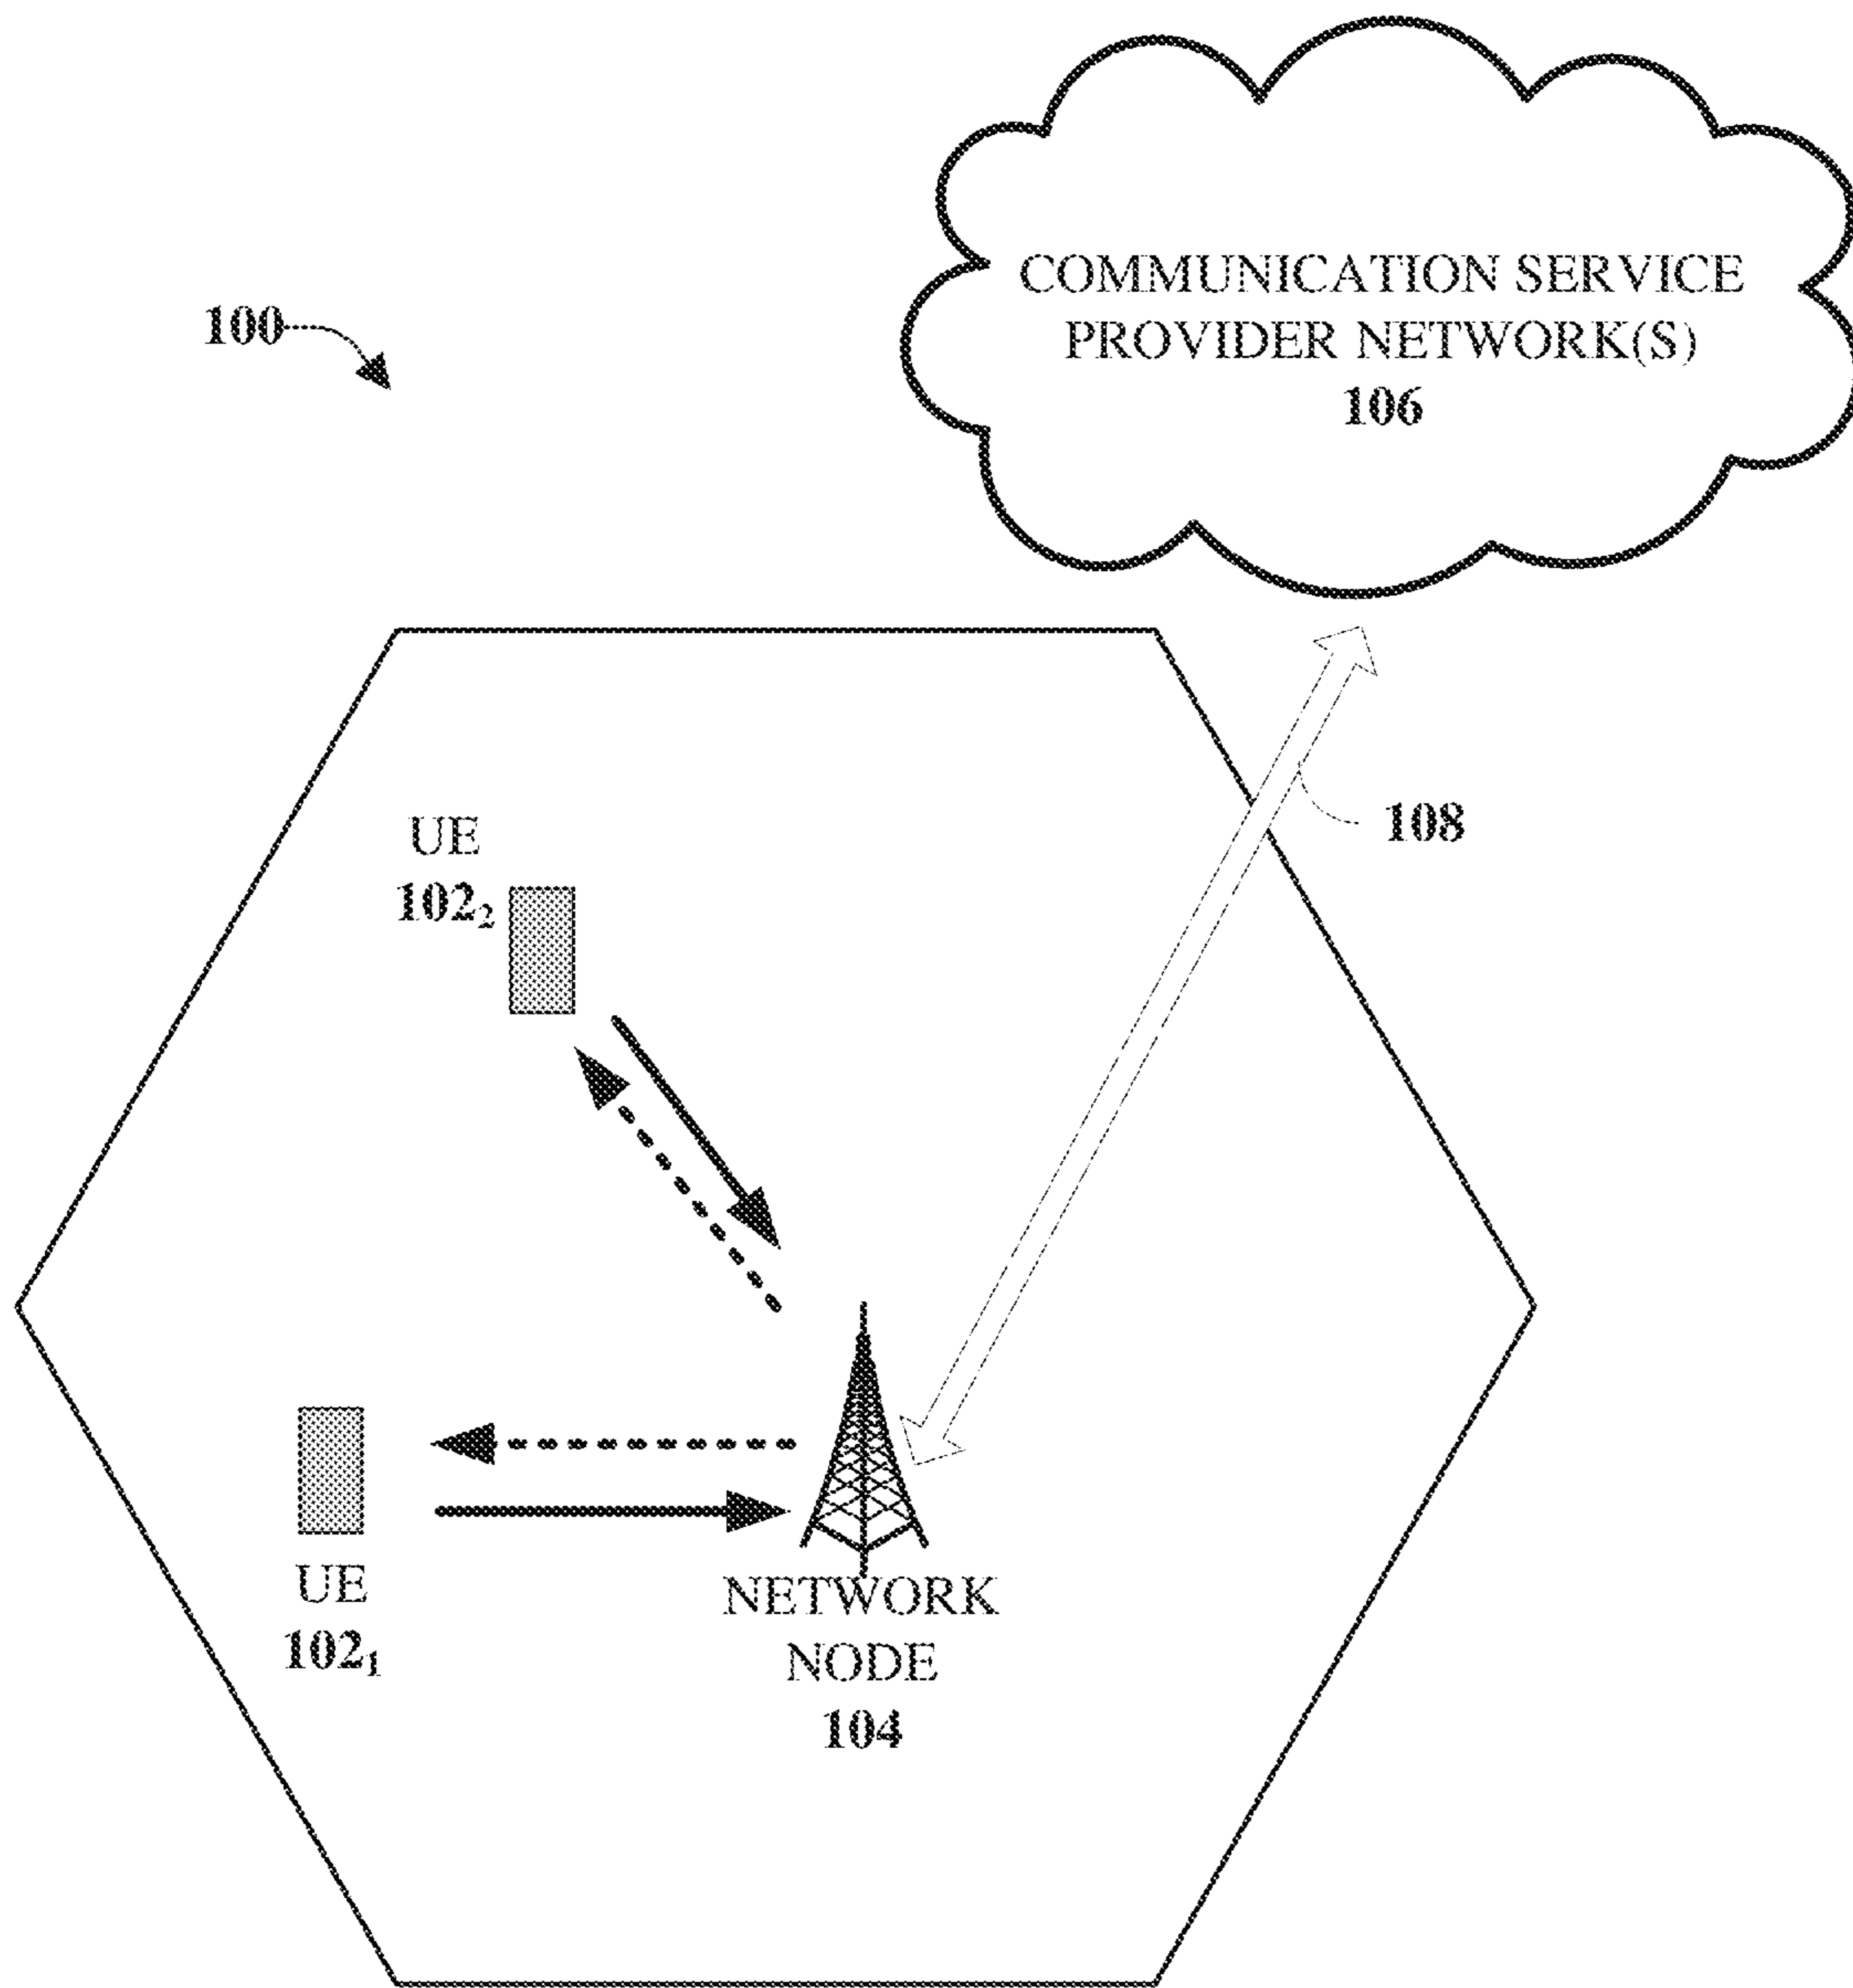 COMMUNICATION SERVICE
PROVIDER NETWORK(S)
106
100
108
UE
102₂
UE
102₁
NETWORK
NODE
104